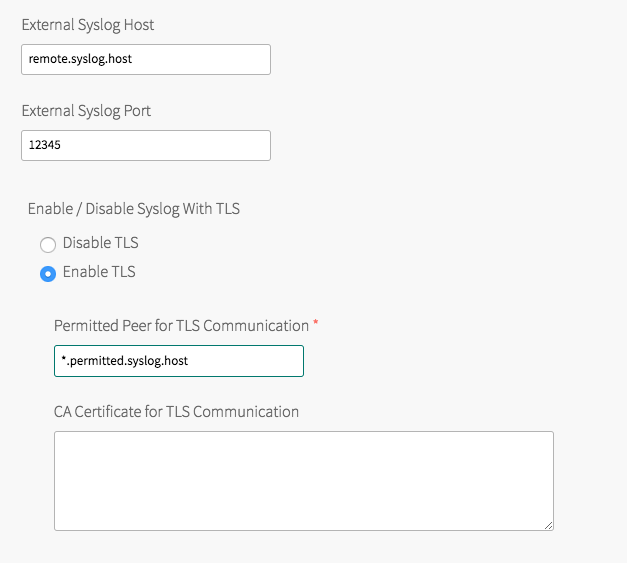 External Syslog Host
remote.syslog.host
External Syslog Port
12345
Enable / Disable Syslog With TLS
Disable TLS
Enable TLS
Permitted Peer for TLS Communication *
*.permitted.syslog.host
CA Certificate for TLS Communication